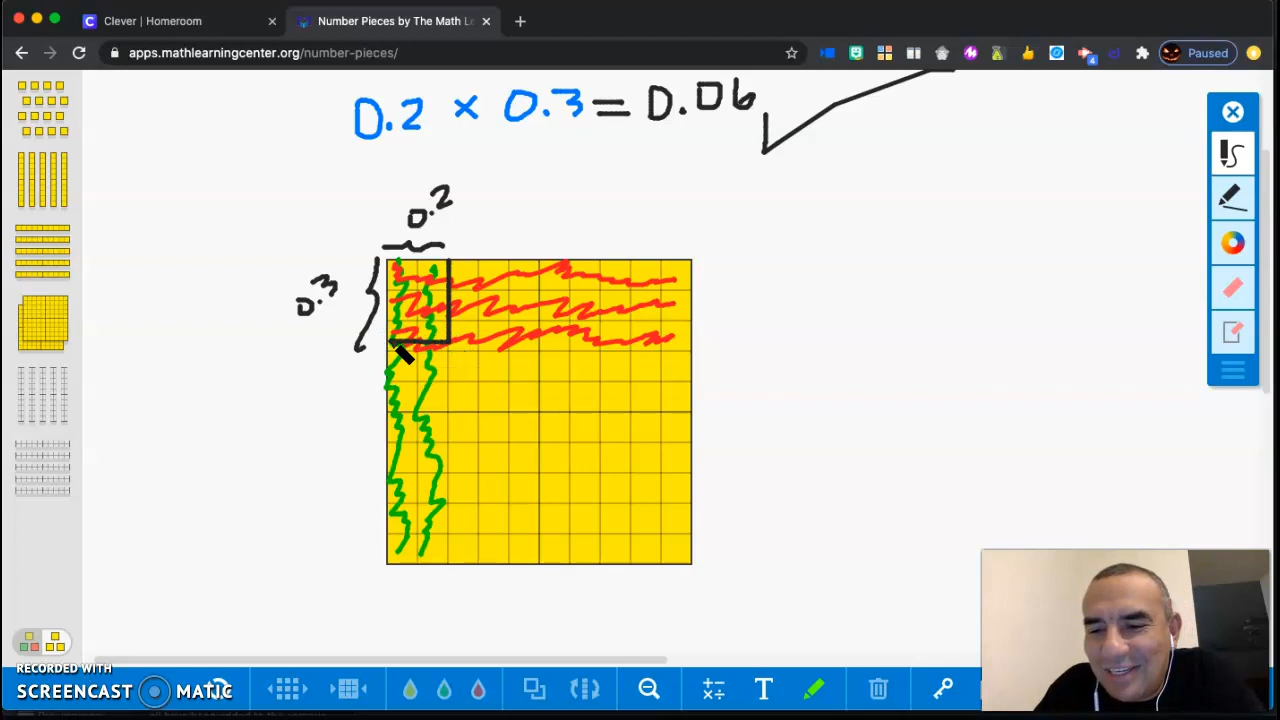 Clever | Homeroom
Number Pieces by The Math Le
apps.mathlearningcenter.org/number-pieces/
4
Paused
0.2 × 0.3 = 0.06
0.2
0.3
RECORDED WITH
SCREENCAST MATIC
T